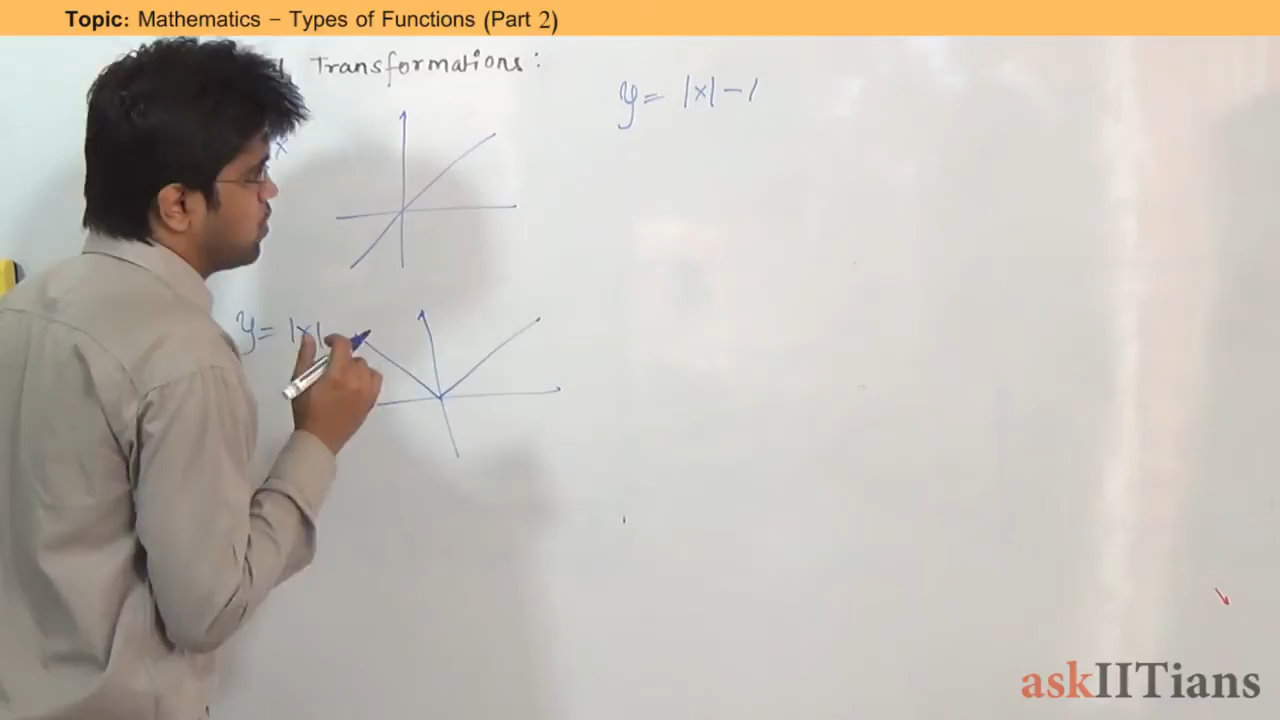 Topic: Mathematics – Types of Functions (Part 2)
Transformations:
y = |x| - 1
x
y = |x|
askIITians